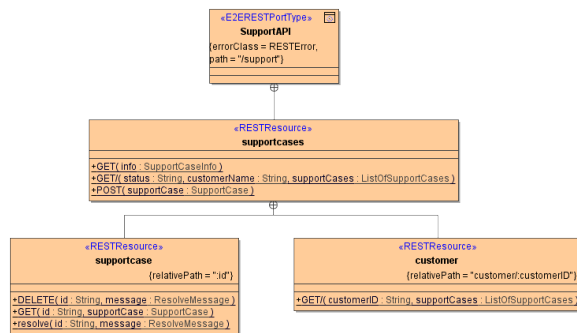 «E2ERESTPortType»
SupportAPI
{errorClass = RESTError,
path = "/support"}
«RESTResource»
supportcases
+GET( info : SupportCaseInfo )
+GET/( status : String, customerName : String, supportCases : ListOfSupportCases )
+POST( supportCase : SupportCase )
«RESTResource»
supportcase
{relativePath = ":id"}
+DELETE( id : String, message : ResolveMessage )
+GET( id : String, supportCase : SupportCase )
+resolve( id : String, message : ResolveMessage )
«RESTResource»
customer
{relativePath="customer/:customerID"}
+GET/( customerID : String, supportCases : ListOfSupportCases )